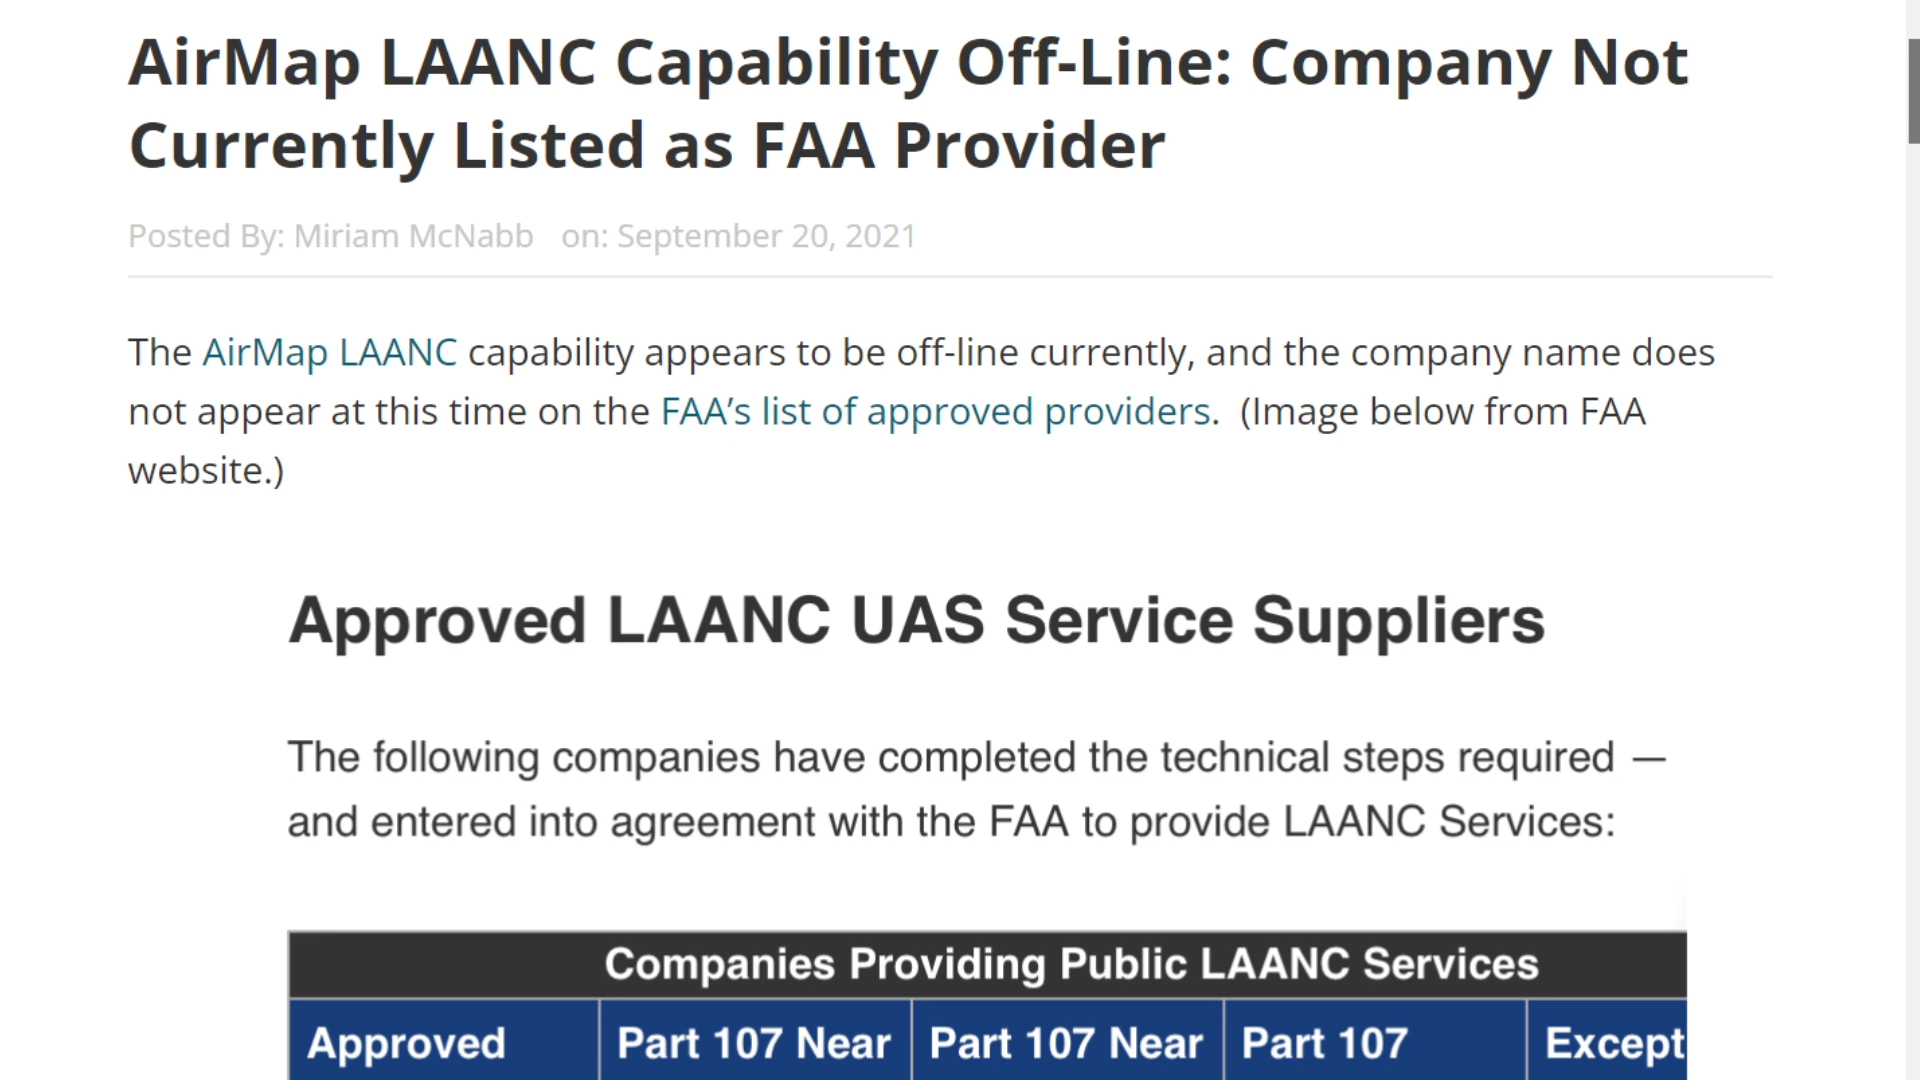 AirMap LAANC Capability Off-Line: Company Not
Currently Listed as FAA Provider
Posted By: Miriam McNabb on: September 20, 2021
The AirMap LAANC capability appears to be off-line currently, and the company name does
not appear at this time on the FAA’s list of approved providers. (Image below from FAA
website.)
Approved LAANC UAS Service Suppliers
The following companies have completed the technical steps required —
and entered into agreement with the FAA to provide LAANC Services:
Companies Providing Public LAANC Services
Approved Part 107 Near Part 107 Near Part 107 Except